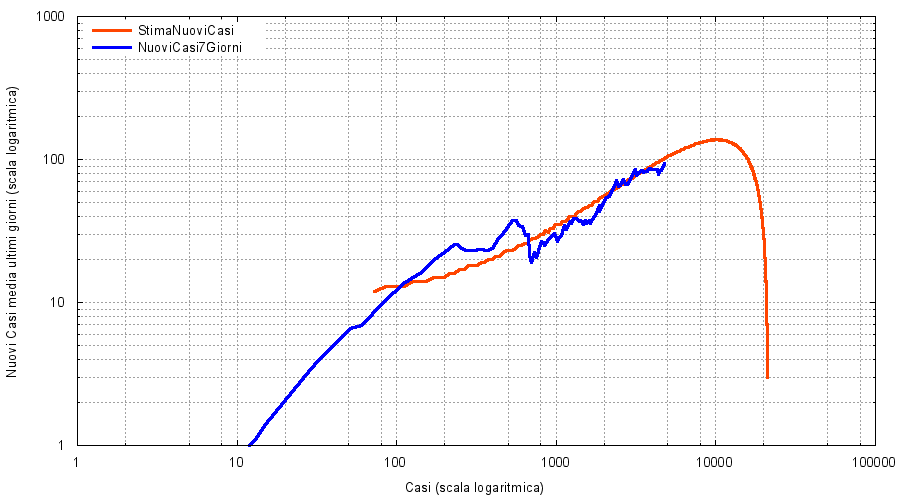 1000
StimaNuoviCasi
NuoviCasi7Giorni
100
10
1
Nuovi Casi media ultimi giorni (scala logaritmica)
1 10 100 1000 10000 100000
Casi (scala logaritmica)